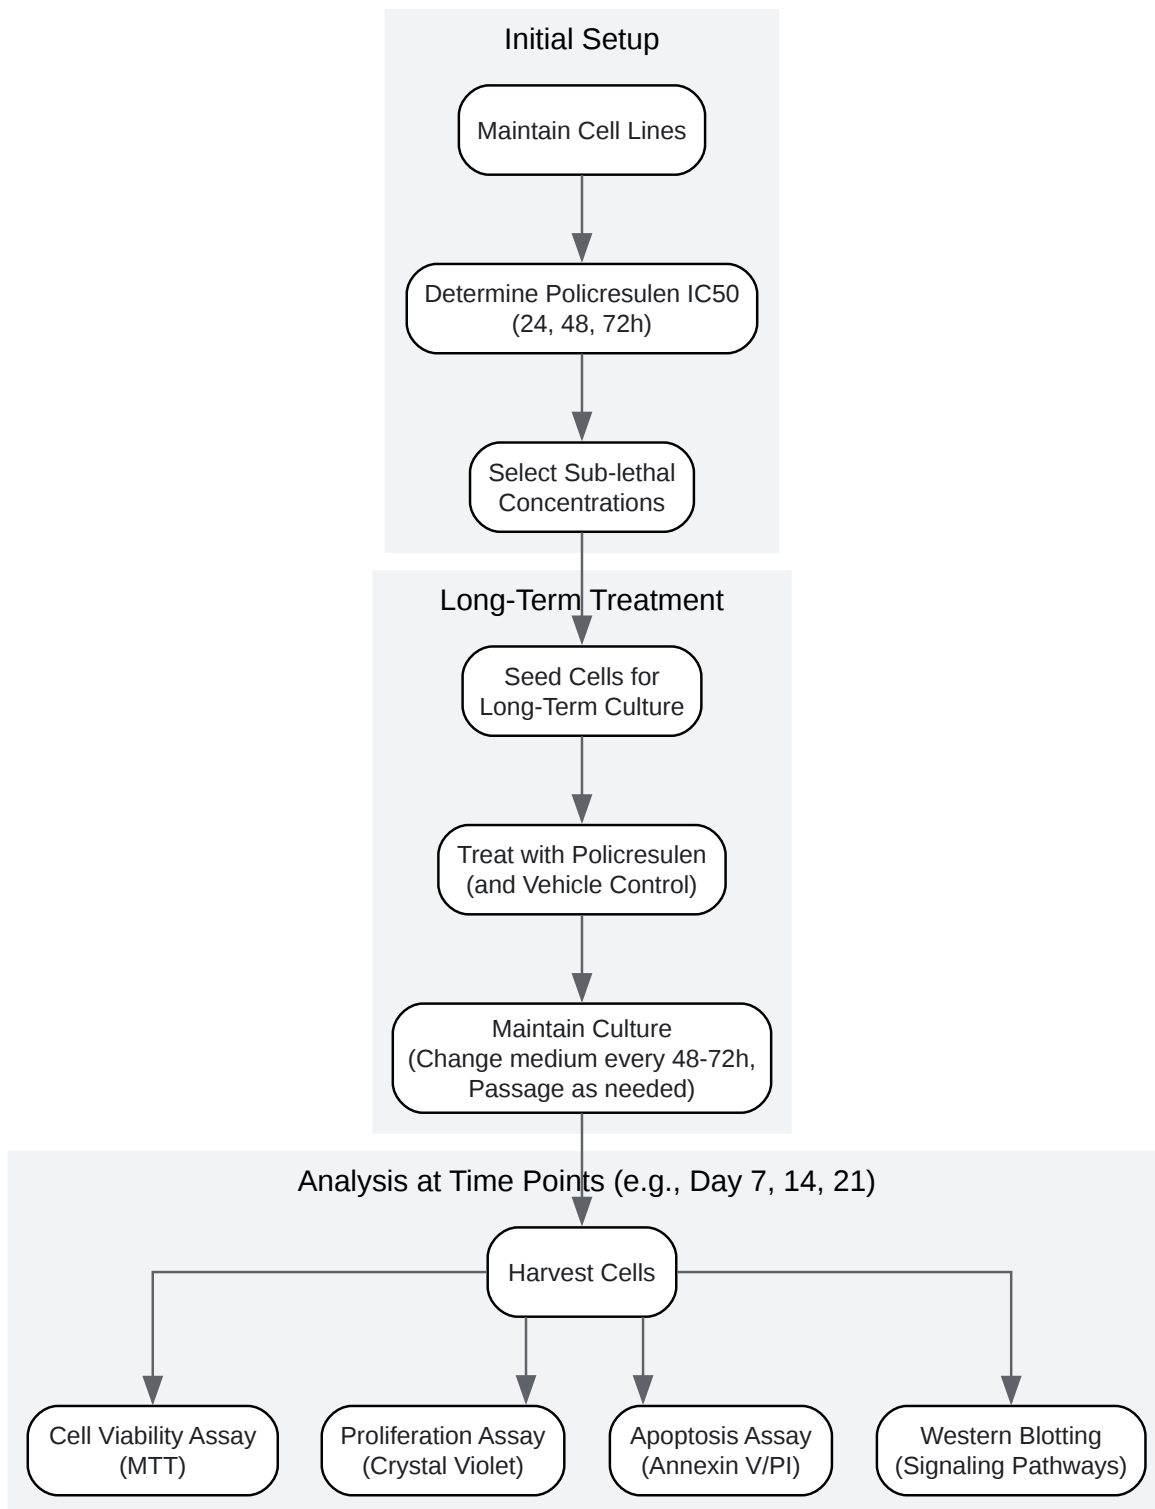 Initial Setup
Maintain Cell Lines
Determine Policresulen IC50
(24, 48, 72h)
Select Sub-lethal
Concentrations
Long-Term Treatment
Seed Cells for
Long-Term Culture
Treat with Policresulen
(and Vehicle Control)
Maintain Culture
(Change medium every 48-72h,
Passage as needed)
Analysis at Time Points (e.g., Day 7, 14, 21)
Harvest Cells
Cell Viability Assay
(MTT)
Proliferation Assay
(Crystal Violet)
Apoptosis Assay
(Annexin V/PI)
Western Blotting
(Signaling Pathways)